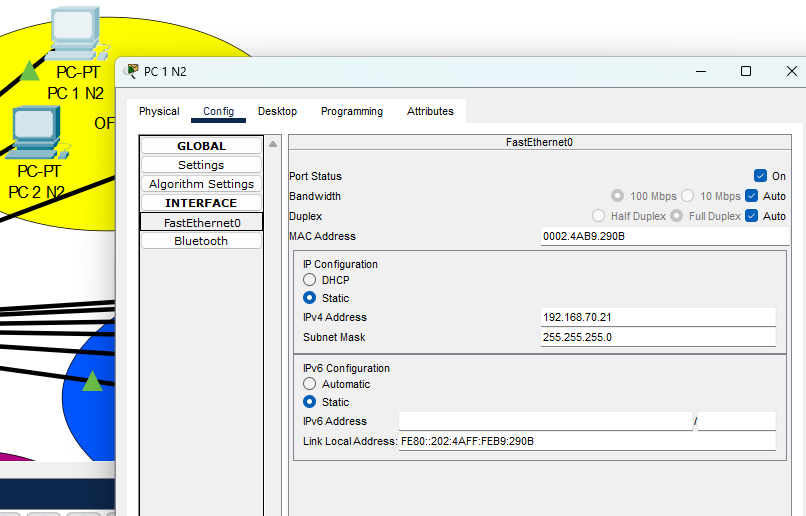 PC-PT
PC 1 N2
PC-PT
PC 2 N2
OF
PC 1 N2
Physical Config Desktop Programming Attributes
GLOBAL
Settings
Algorithm Settings
INTERFACE
FastEthernet0
Bluetooth
FastEthernet0
Port Status On
Bandwidth 100 Mbps 10 Mbps Auto
Duplex Half Duplex Full Duplex Auto
MAC Address 0002.4AB9.290B
IP Configuration
DHCP
Static
IPv4 Address 192.168.70.21
Subnet Mask 255.255.255.0
IPv6 Configuration
Automatic
Static
IPv6 Address /
Link Local Address: FE80::202:4AFF:FEB9:290B